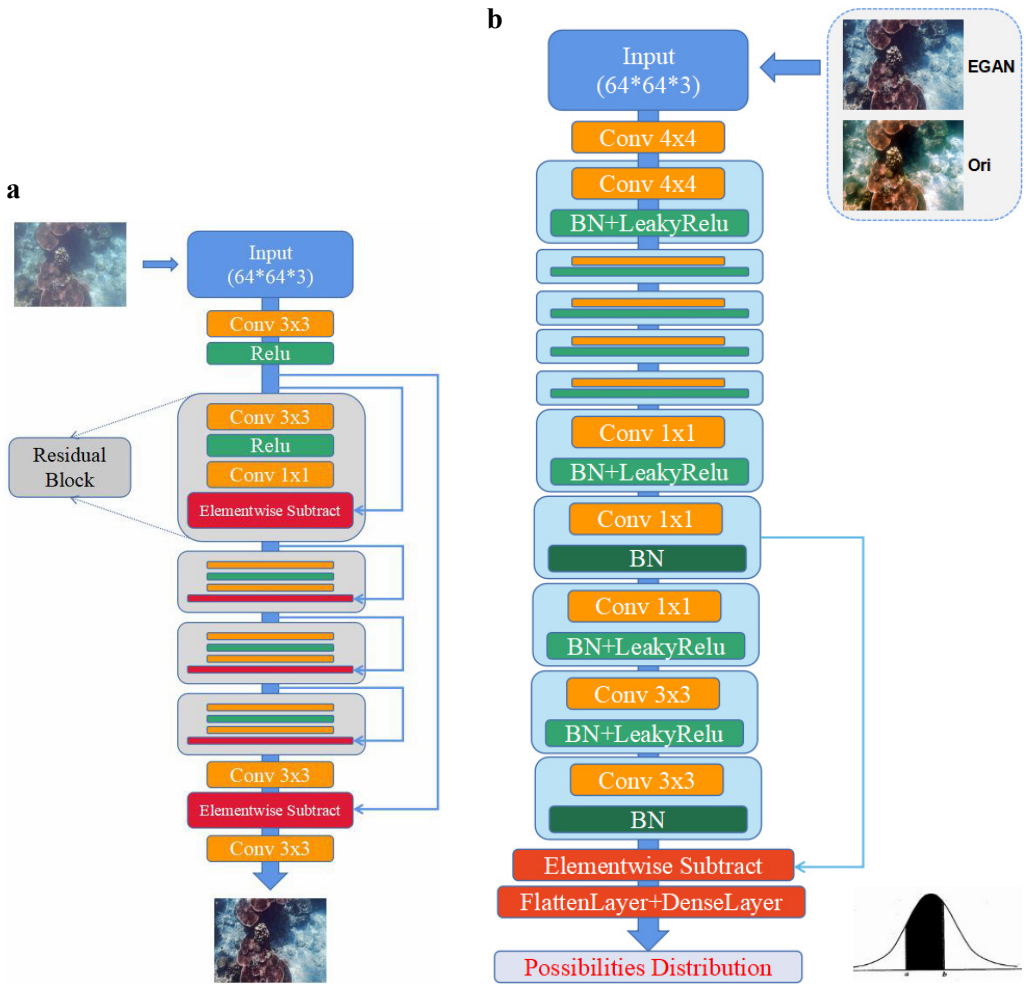 a
Input
(64*64*3)
Conv 3x3
Relu
Conv 3x3
Relu
Conv 1x1
Elementwise Subtract
Residual
Block
Conv 3x3
Elementwise Subtract
Conv 3x3
b
Input
(64*64*3)
EGAN
Ori
Conv 4x4
Conv 4x4
BN+LeakyRelu
Conv 1x1
BN+LeakyRelu
Conv 1x1
BN
Conv 1x1
BN+LeakyRelu
Conv 3x3
BN+LeakyRelu
Conv 3x3
BN
Elementwise Subtract
FlattenLayer+DenseLayer
Possibilities Distribution
a b